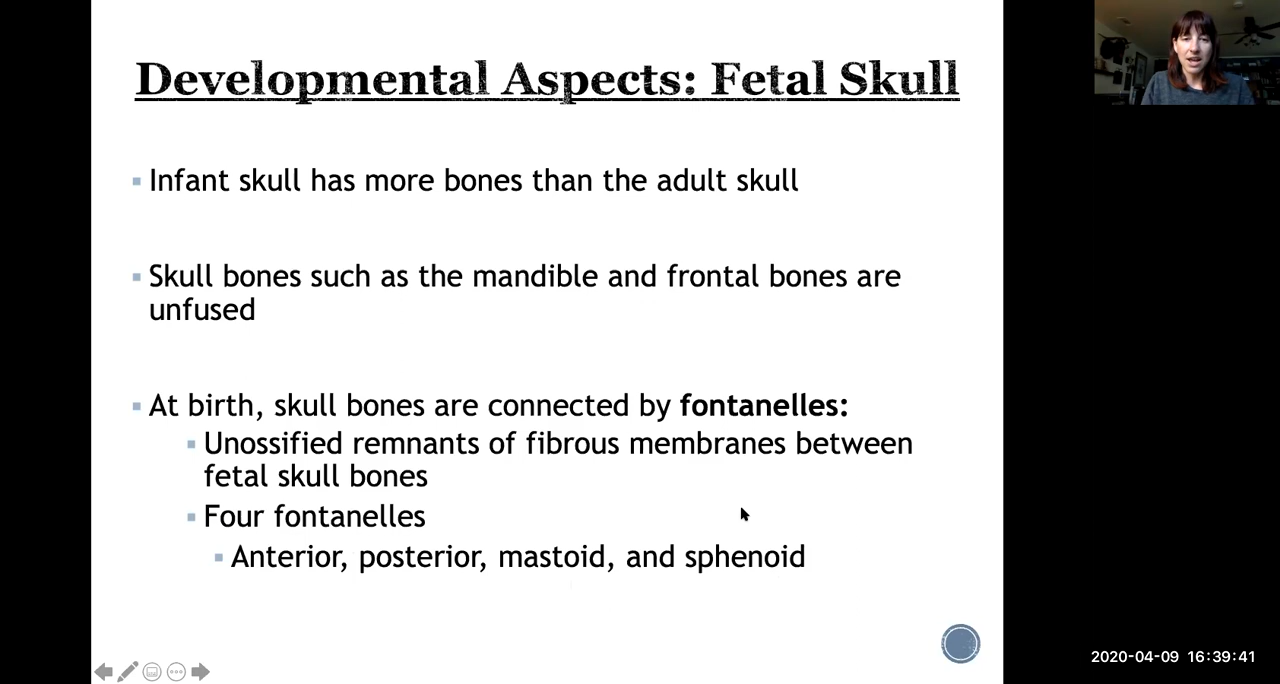 Developmental Aspects: Fetal Skull
Infant skull has more bones than the adult skull
Skull bones such as the mandible and frontal bones are
unfused
At birth, skull bones are connected by fontanelles:
Unossified remnants of fibrous membranes between
fetal skull bones
Four fontanelles
Anterior, posterior, mastoid, and sphenoid
2020-04-09 16:39:41